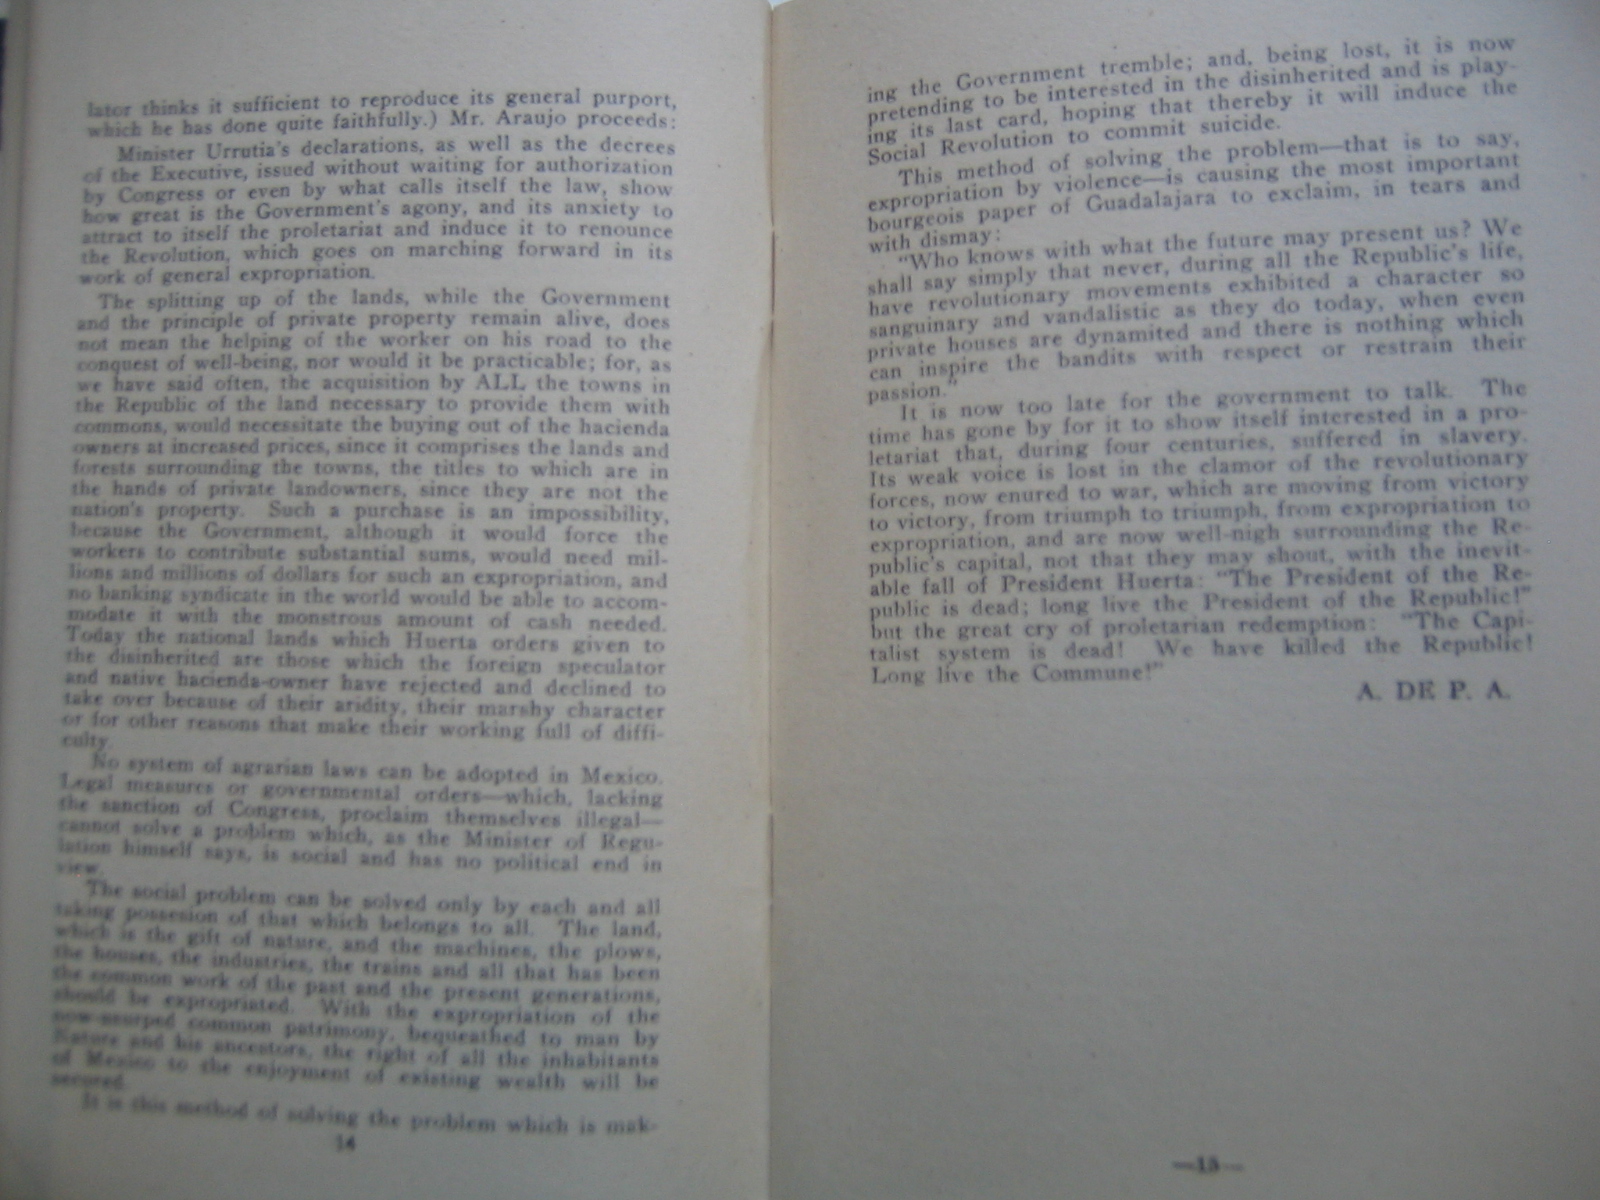 lator thinks it sufficient to reproduce its general purport,
which he has done quite faithfully.) Mr. Araujo proceeds:
Minister Urrutia's declarations, as well as the decrees
of the Executive, issued without waiting for authorization
by Congress or even by what calls itself the law, show
how great is the Government's agony, and its anxiety to
attract to itself the proletariat and induce it to renounce
the Revolution, which goes on marching forward in its
work of general expropriation.
The splitting up of the lands, while the Government
and the principle of private property remain alive, does
not mean the helping of the worker on his road to the
conquest of well-being, nor would it be practicable; for, as
we have said often, the acquisition by ALL the towns in
the Republic of the land necessary to provide them with
commons, would necessitate the buying out of the hacienda
owners at increased prices, since it comprises the lands and
forests surrounding the towns, the titles to which are in
the hands of private landowners, since they are not the
nation's property. Such a purchase is an impossibility,
because the Government, although it would force the
workers to contribute substantial sums, would need mil-
lions and millions of dollars for such an expropriation, and
no banking syndicate in the world would be able to accom-
modate it with the monstrous amount of cash needed.
Today the national lands which Huerta orders given to
the disinherited are those which the foreign speculator
and native hacienda-owner have rejected and declined to
take over because of their aridity, their marshy character
or for other reasons that make their working full of diffi-
culty.
No system of agrarian laws can be adopted in Mexico.
Legal measures or governmental orders—which, lacking
the sanction of Congress, proclaim themselves illegal—
cannot solve a problem which, as the Minister of Regu-
lation himself says, is social and has no political end in
view.
The social problem can be solved only by each and all
taking possesion of that which belongs to all. The land,
which is the gift of nature, and the machines, the plows,
the houses, the industries, the trains and all that has been
the common work of the past and the present generations,
should be expropriated. With the expropriation of the
now-usurped common patrimony, bequeathed to man by
Nature and his ancestors, the right of all the inhabitants
of Mexico to the enjoyment of existing wealth will be
secured.
It is this method of solving the problem which is mak-
14
ing the Government tremble; and, being lost, it is now
pretending to be interested in the disinherited and is play-
ing its last card, hoping that thereby it will induce the
Social Revolution to commit suicide.
This method of solving the problem—that is to say,
expropriation by violence—is causing the most important
bourgeois paper of Guadalajara to exclaim, in tears and
with dismay:
"Who knows with what the future may present us? We
shall say simply that never, during all the Republic's life,
have revolutionary movements exhibited a character so
sanguinary and vandalistic as they do today, when even
private houses are dynamited and there is nothing which
can inspire the bandits with respect or restrain their
passion."
It is now too late for the government to talk. The
time has gone by for it to show itself interested in a pro-
letariat that, during four centuries, suffered in slavery.
Its weak voice is lost in the clamor of the revolutionary
forces, now enured to war, which are moving from victory
to victory, from triumph to triumph, from expropriation to
expropriation, and are now well-nigh surrounding the Re-
public's capital, not that they may shout, with the inevit-
able fall of President Huerta: "The President of the Re-
public is dead; long live the President of the Republic!"
but the great cry of proletarian redemption: "The Capi-
talist system is dead! We have killed the Republic!
Long live the Commune!"
A. DE P. A.
—15—